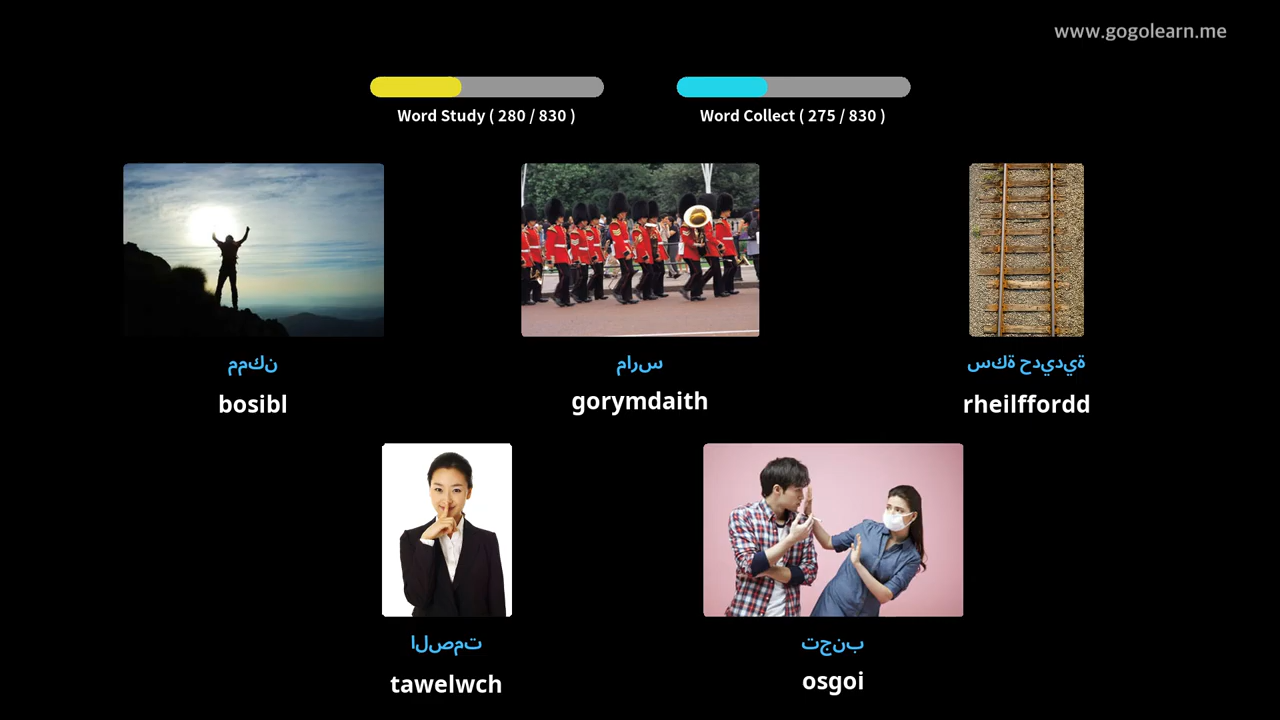 www.gogolearn.me
Word Study ( 280 / 830 )
Word Collect ( 275 / 830 )
ممكن
مارس
سكة حديدية
bosibl
gorymdaith
rheilffordd
الصمت
تجنب
tawelwch
osgoi